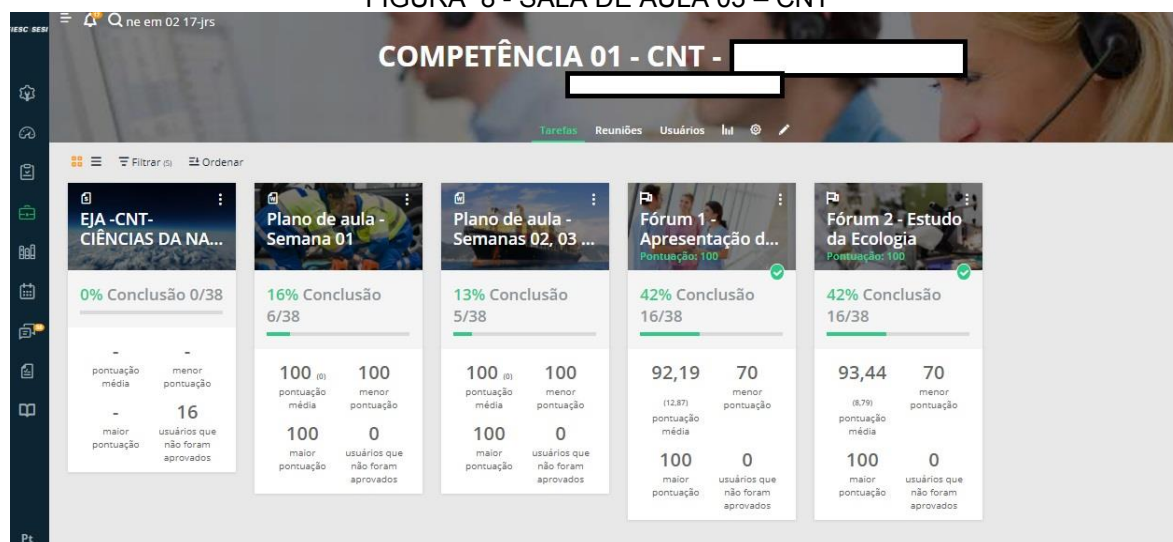 FIGURA 8 - SALA DE AULA 03 – CNT
FIESC SESI
ne em 02 17-jrs
COMPETÊNCIA 01 - CNT -
Tarefas Reuniões Usuários
Filtrar (5) Ordenar
EJA -CNT-
CIÊNCIAS DA NA...
0% Conclusão 0/38
- -
pontuação média menor pontuação
- 16
maior pontuação usuários que não foram aprovados
Plano de aula -
Semana 01
16% Conclusão
6/38
100 (0) 100
pontuação média menor pontuação
100 0
maior pontuação usuários que não foram aprovados
Plano de aula -
Semanas 02, 03 ...
13% Conclusão
5/38
100 (0) 100
pontuação média menor pontuação
100 0
maior pontuação usuários que não foram aprovados
Fórum 1 -
Apresentação d...
Pontuação: 100
42% Conclusão
16/38
92,19 70
(12,87) menor pontuação
pontuação média
100 0
maior pontuação usuários que não foram aprovados
Fórum 2 - Estudo
da Ecologia
Pontuação: 100
42% Conclusão
16/38
93,44 70
(8,79) menor pontuação
pontuação média
100 0
maior pontuação usuários que não foram aprovados
Pt